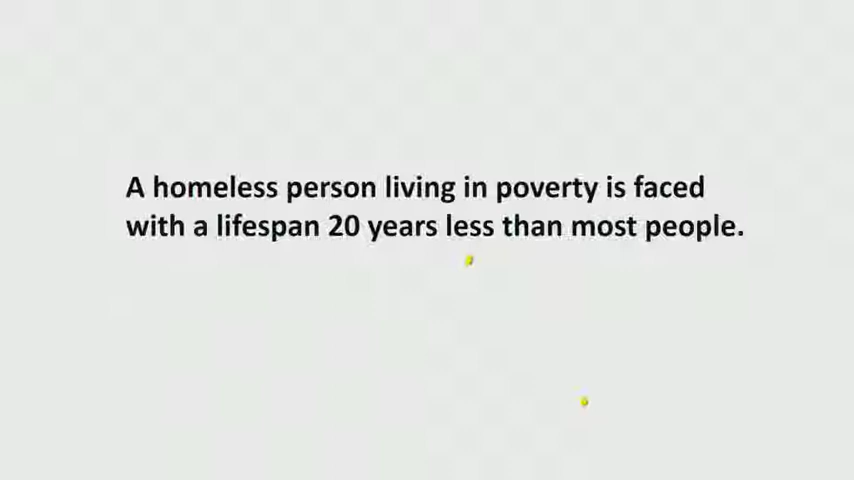 A homeless person living in poverty is faced
with a lifespan 20 years less than most people.